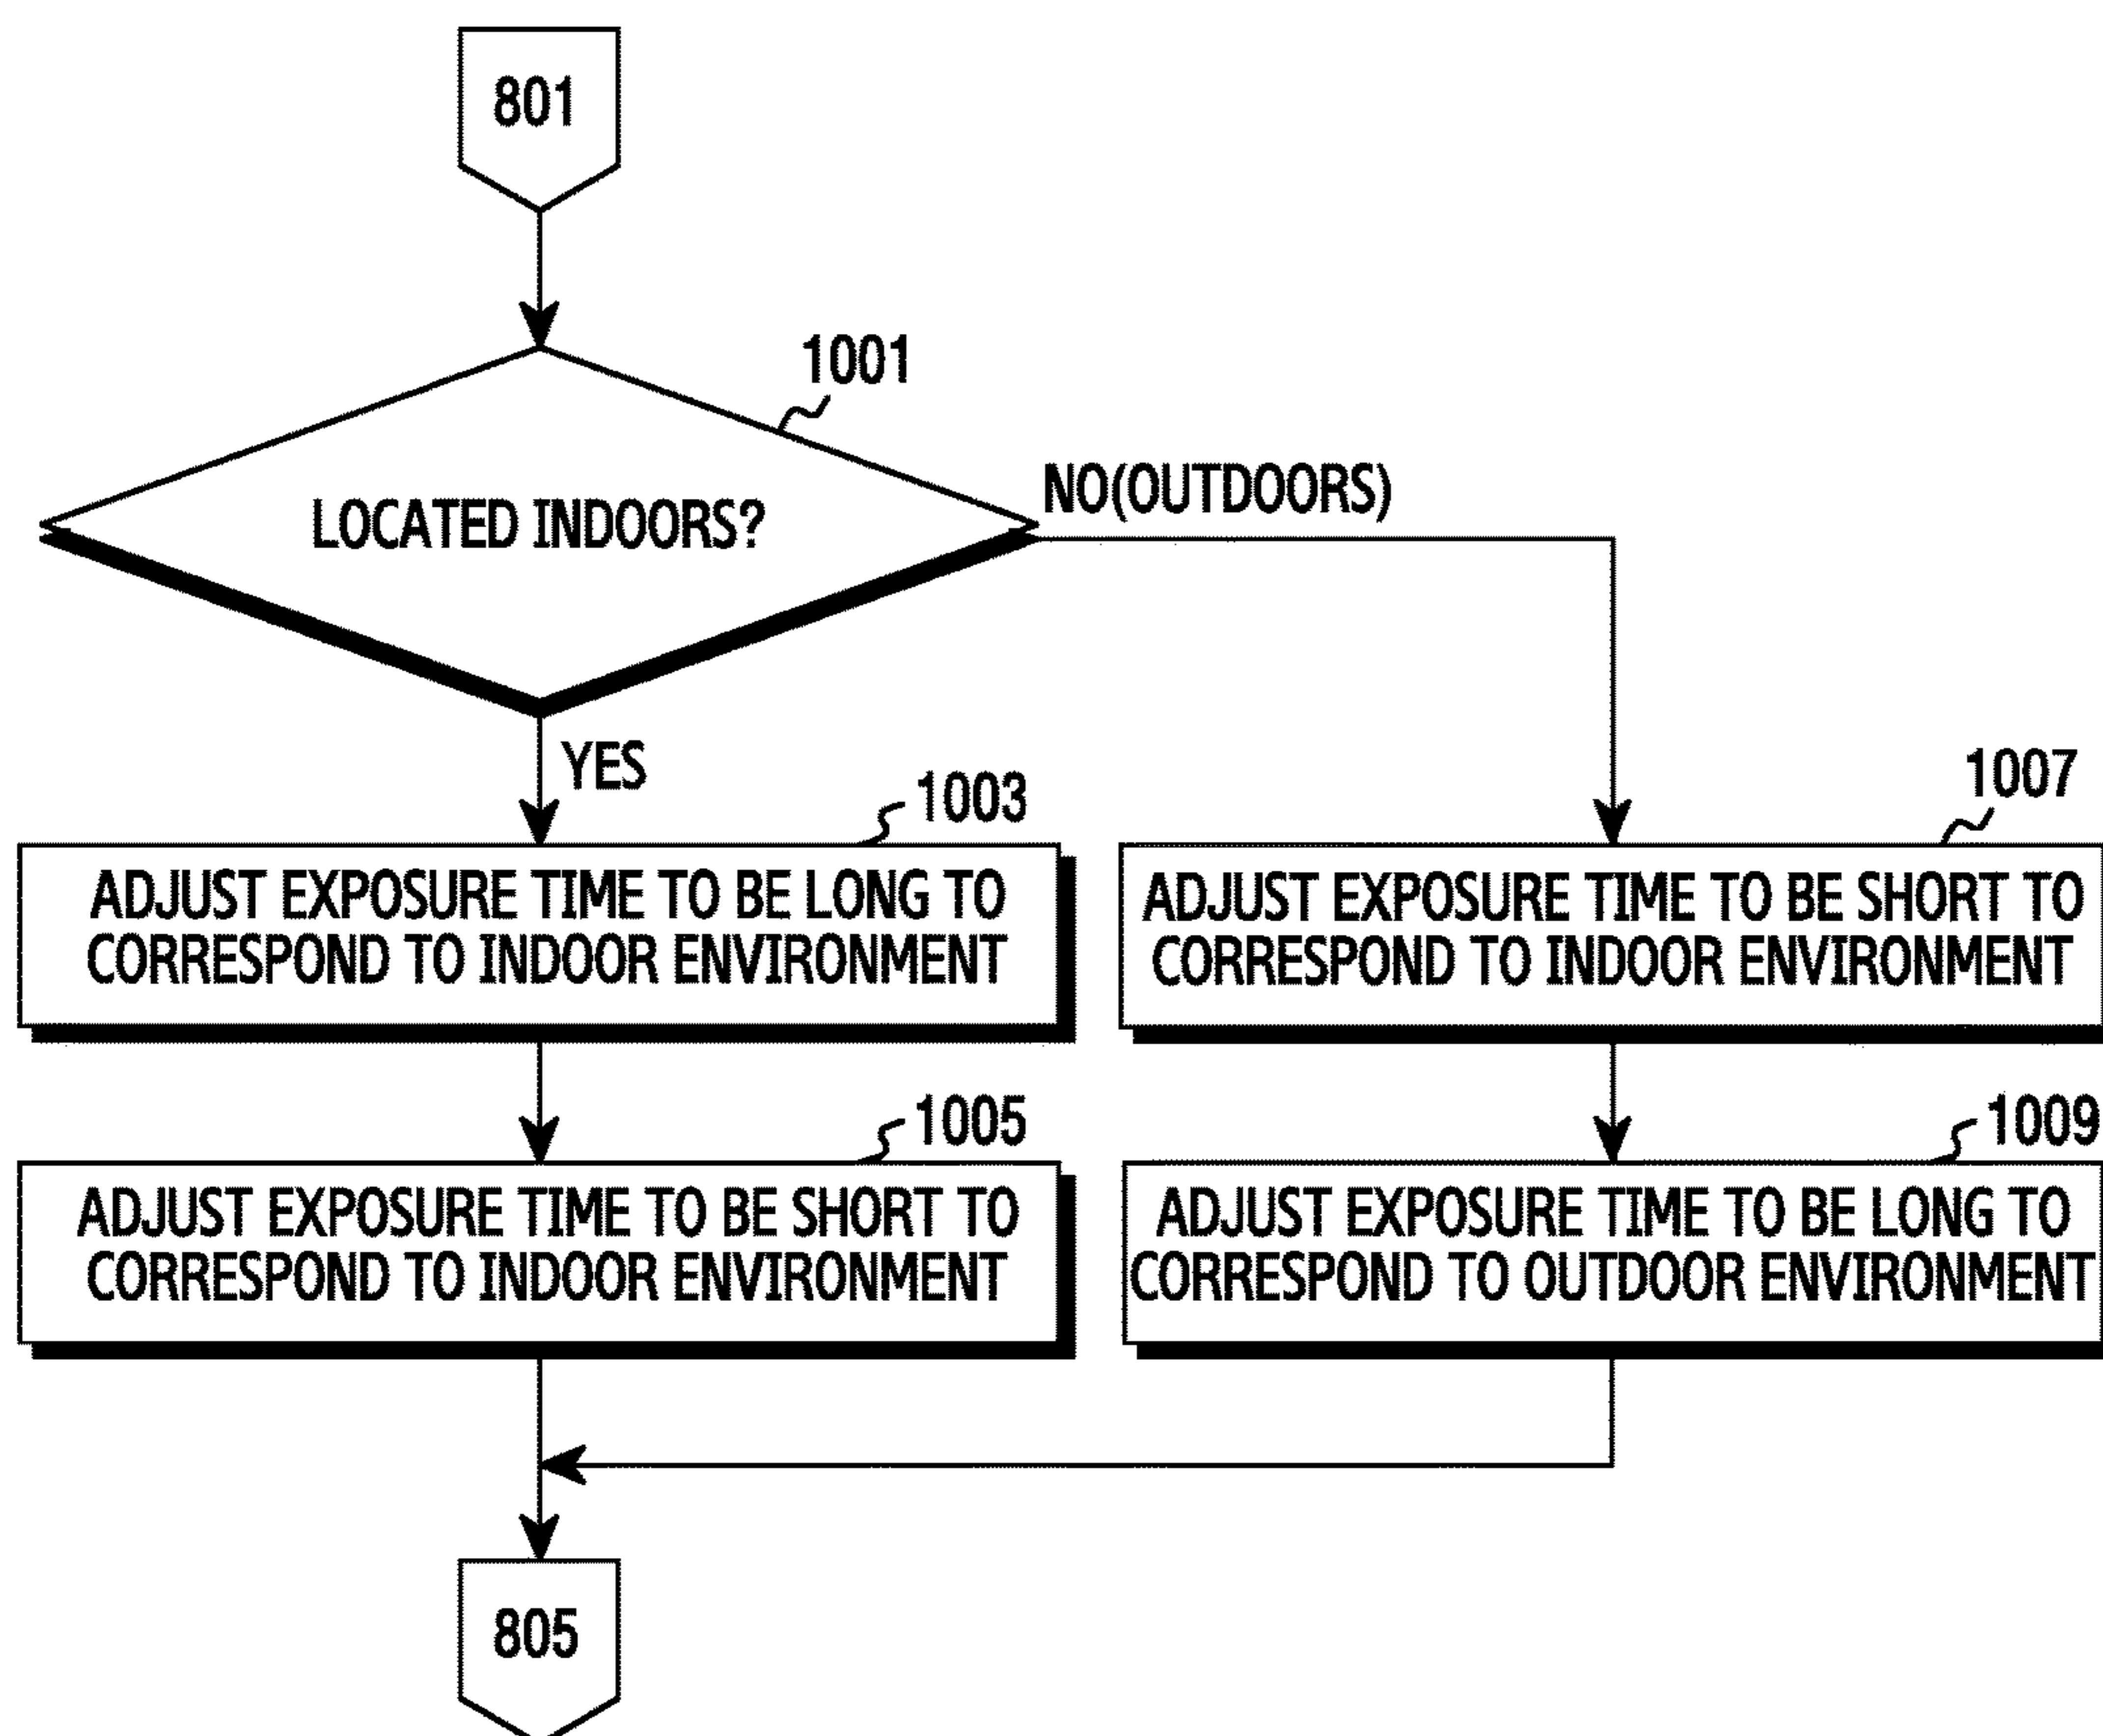 801
1001
LOCATED INDOORS?
NO(OUTDOORS)
YES
1003
ADJUST EXPOSURE TIME TO BE LONG TO
CORRESPOND TO INDOOR ENVIRONMENT
1007
ADJUST EXPOSURE TIME TO BE SHORT TO
CORRESPOND TO INDOOR ENVIRONMENT
1005
ADJUST EXPOSURE TIME TO BE SHORT TO
CORRESPOND TO INDOOR ENVIRONMENT
1009
ADJUST EXPOSURE TIME TO BE LONG TO
CORRESPOND TO OUTDOOR ENVIRONMENT
805